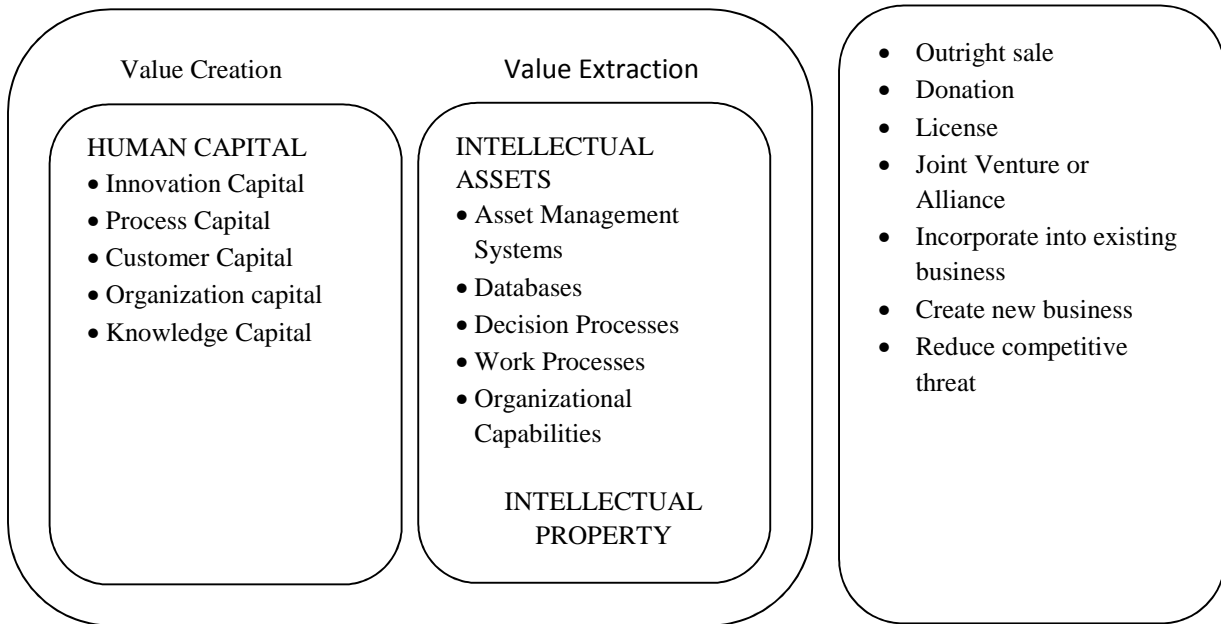 Value Creation
HUMAN CAPITAL
• Innovation Capital
• Process Capital
• Customer Capital
• Organization capital
• Knowledge Capital
Value Extraction
INTELLECTUAL
ASSETS
• Asset Management
Systems
• Databases
• Decision Processes
• Work Processes
• Organizational
Capabilities
INTELLECTUAL
PROPERTY
• Outright sale
• Donation
• License
• Joint Venture or
Alliance
• Incorporate into existing
business
• Create new business
• Reduce competitive
threat